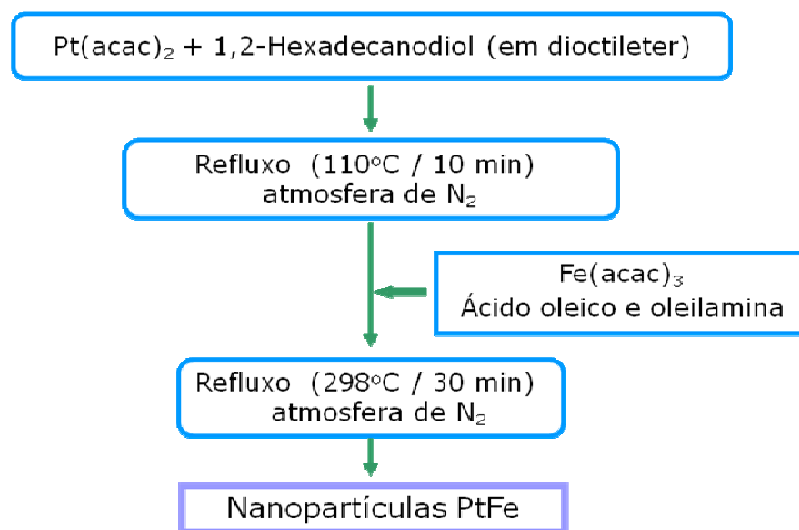 Pt(acac)₂ + 1,2-Hexadecanodiol (em dioctileter)
Refluxo (110ºC / 10 min)
atmosfera de N₂
Fe(acac)₃
Ácido oleico e oleilamina
Refluxo (298ºC / 30 min)
atmosfera de N₂
Nanopartículas PtFe